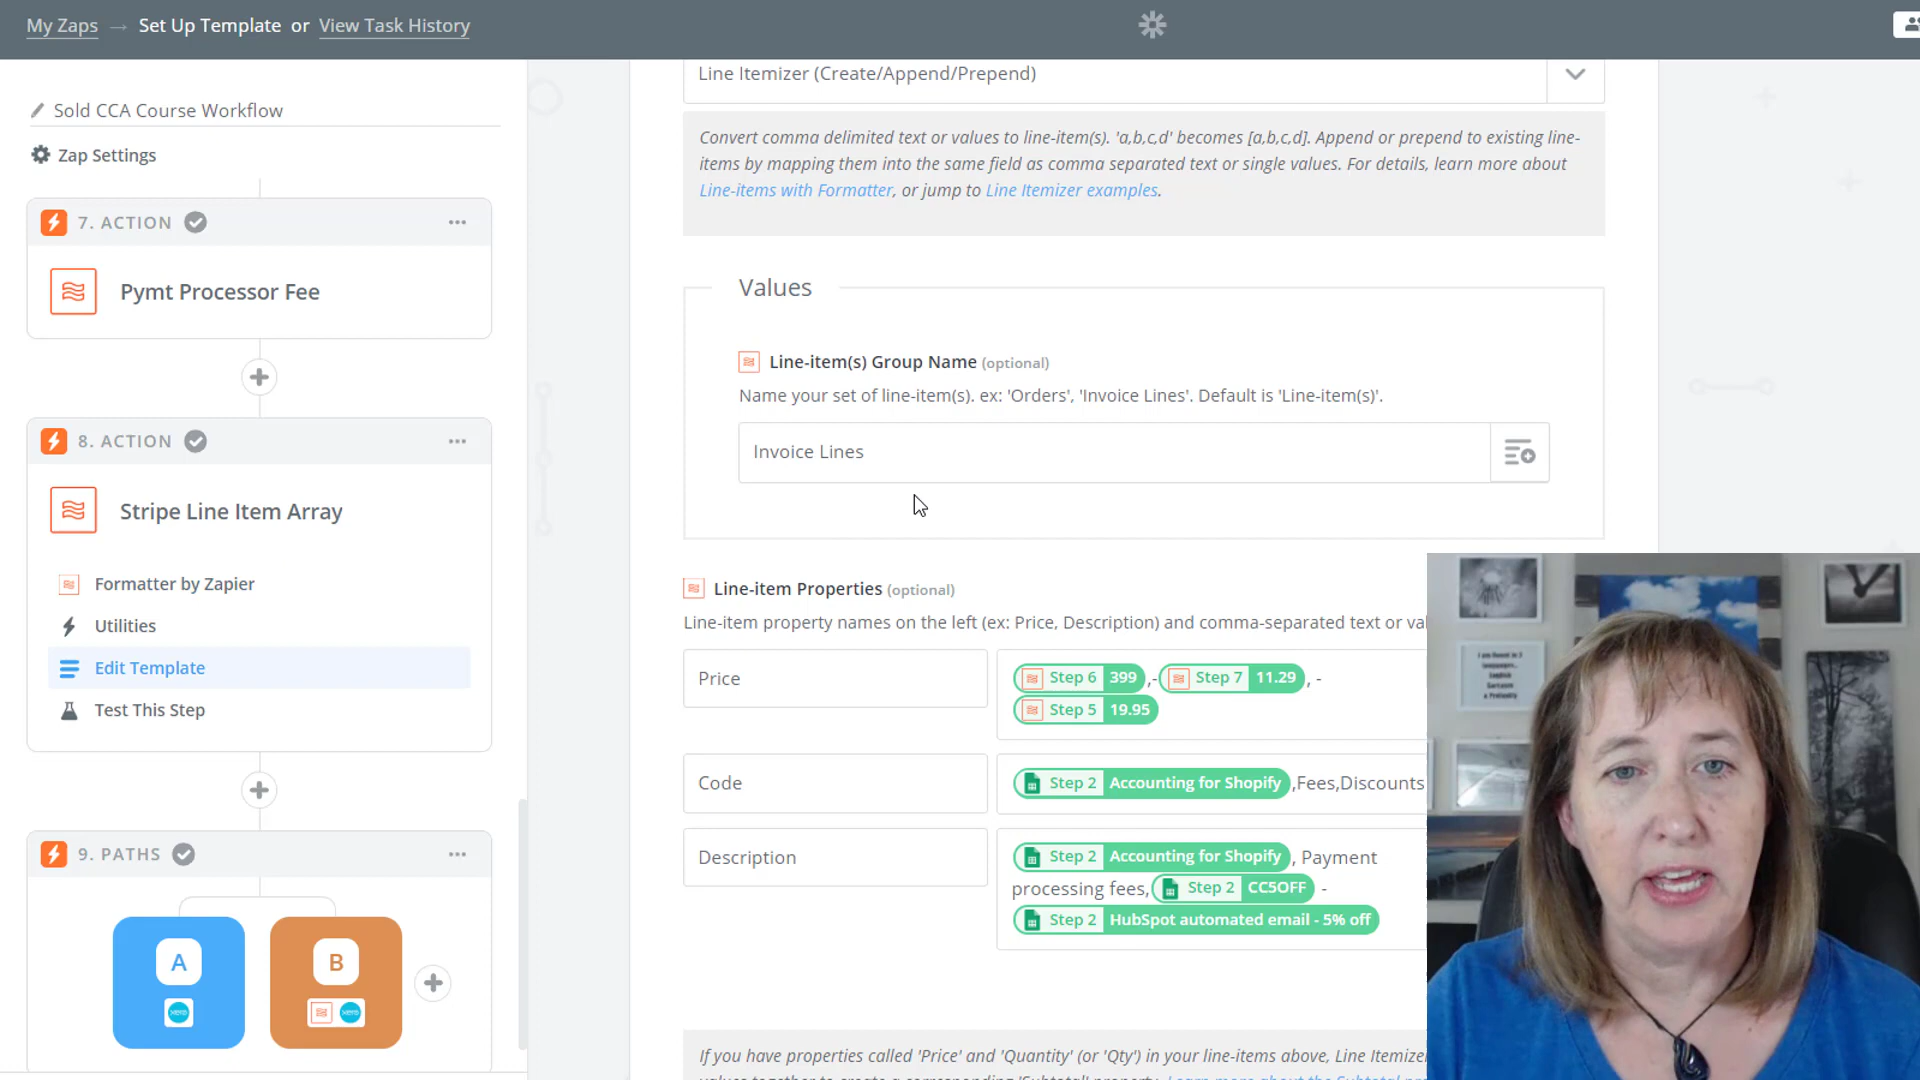 My Zaps → Set Up Template or View Task History
Sold CCA Course Workflow
Zap Settings
7. ACTION
Pymt Processor Fee
8. ACTION
Stripe Line Item Array
Formatter by Zapier
Utilities
Edit Template
Test This Step
9. PATHS
A
B
xero
xero
Line Itemizer (Create/Append/Prepend)
Convert comma delimited text or values to line-item(s). 'a,b,c,d' becomes [a,b,c,d]. Append or prepend to existing line-
items by mapping them into the same field as comma separated text or single values. For details, learn more about
Line-items with Formatter, or jump to Line Itemizer examples.
Values
Line-item(s) Group Name (optional)
Name your set of line-item(s). ex: 'Orders', 'Invoice Lines'. Default is 'Line-item(s)'.
Invoice Lines
Line-item Properties (optional)
Line-item property names on the left (ex: Price, Description) and comma-separated text or val
Price
Step 6 399 ,- Step 7 11.29 , -
Step 5 19.95
Code
Step 2 Accounting for Shopify ,Fees,Discounts
Description
Step 2 Accounting for Shopify , Payment
processing fees, Step 2 CC5OFF -
Step 2 HubSpot automated email - 5% off
If you have properties called 'Price' and 'Quantity' (or 'Qty') in your line-items above, Line Itemizer